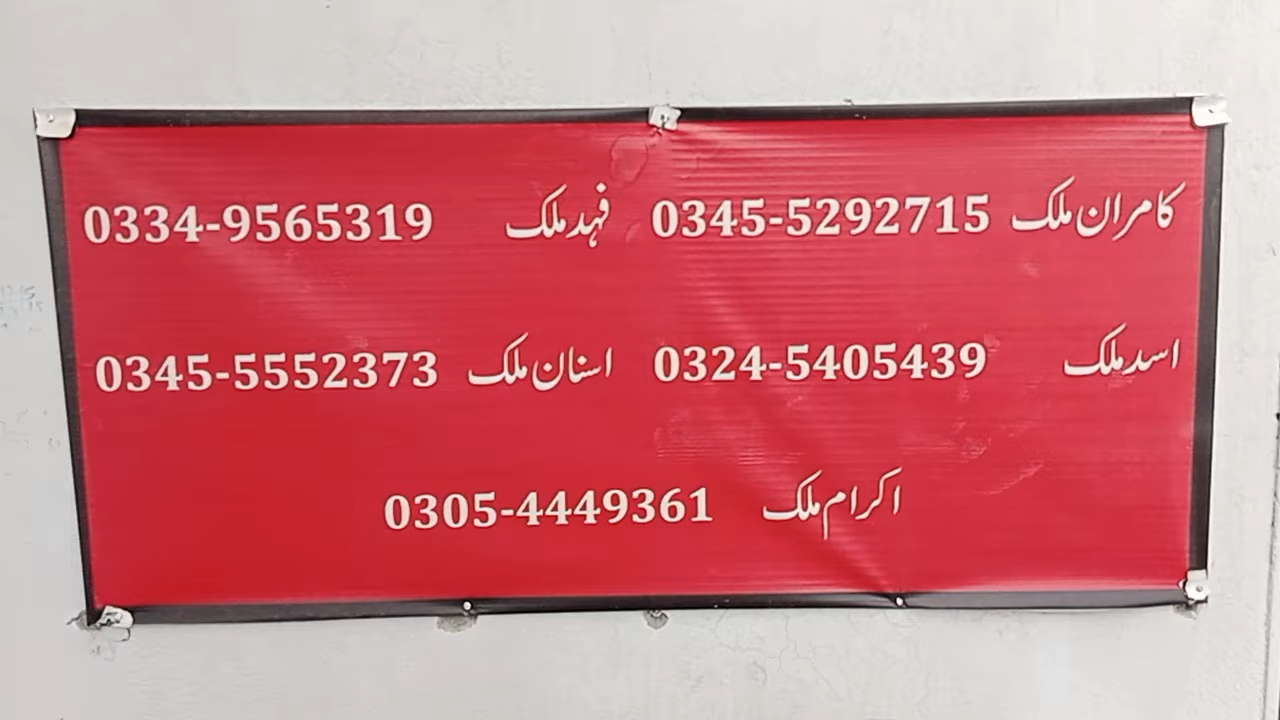 کامران ملک 0345-5292715 فہد ملک 0334-9565319
اسد ملک 0324-5405439 اسنان ملک 0345-5552373
اکرام ملک 0305-4449361